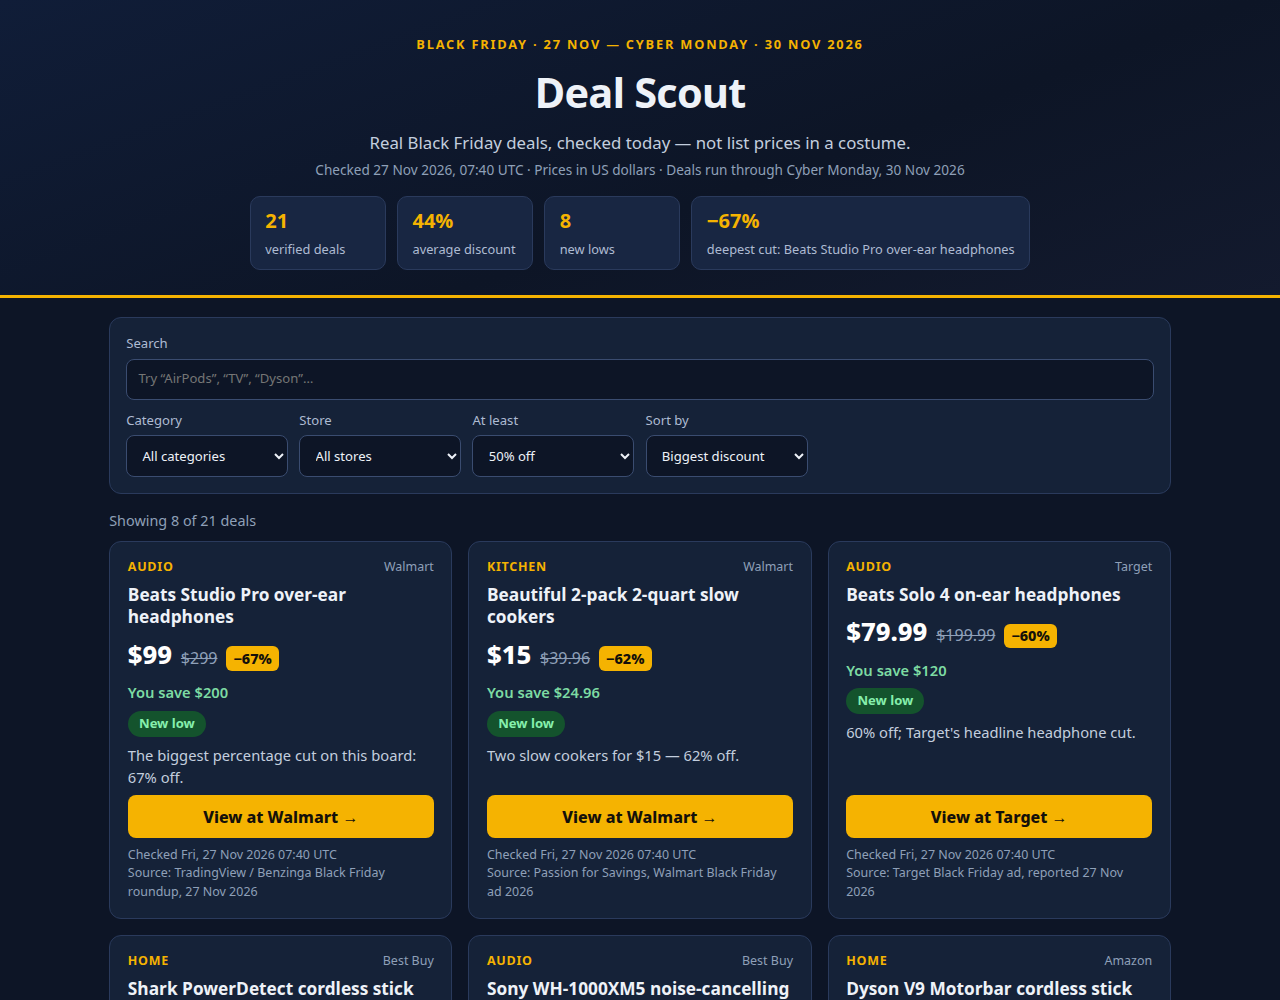 BLACK FRIDAY · 27 NOV — CYBER MONDAY · 30 NOV 2026
Deal Scout
Real Black Friday deals, checked today — not list prices in a costume.
Checked 27 Nov 2026, 07:40 UTC · Prices in US dollars · Deals run through Cyber Monday, 30 Nov 2026
21
verified deals
44%
average discount
8
new lows
−67%
deepest cut: Beats Studio Pro over-ear headphones
Search
Try “AirPods”, “TV”, “Dyson”…
Category
All categories
Store
All stores
At least
50% off
Sort by
Biggest discount
Showing 8 of 21 deals
AUDIO Walmart
Beats Studio Pro over-ear
headphones
$99 $299 −67%
You save $200
New low
The biggest percentage cut on this board:
67% off.
View at Walmart →
Checked Fri, 27 Nov 2026 07:40 UTC
Source: TradingView / Benzinga Black Friday
roundup, 27 Nov 2026
KITCHEN Walmart
Beautiful 2-pack 2-quart slow
cookers
$15 $39.96 −62%
You save $24.96
New low
Two slow cookers for $15 — 62% off.
View at Walmart →
Checked Fri, 27 Nov 2026 07:40 UTC
Source: Passion for Savings, Walmart Black Friday
ad 2026
AUDIO Target
Beats Solo 4 on-ear headphones
$79.99 $199.99 −60%
You save $120
New low
60% off; Target's headline headphone cut.
View at Target →
Checked Fri, 27 Nov 2026 07:40 UTC
Source: Target Black Friday ad, reported 27 Nov
2026
HOME Best Buy
Shark PowerDetect cordless stick
AUDIO Best Buy
Sony WH-1000XM5 noise-cancelling
HOME Amazon
Dyson V9 Motorbar cordless stick